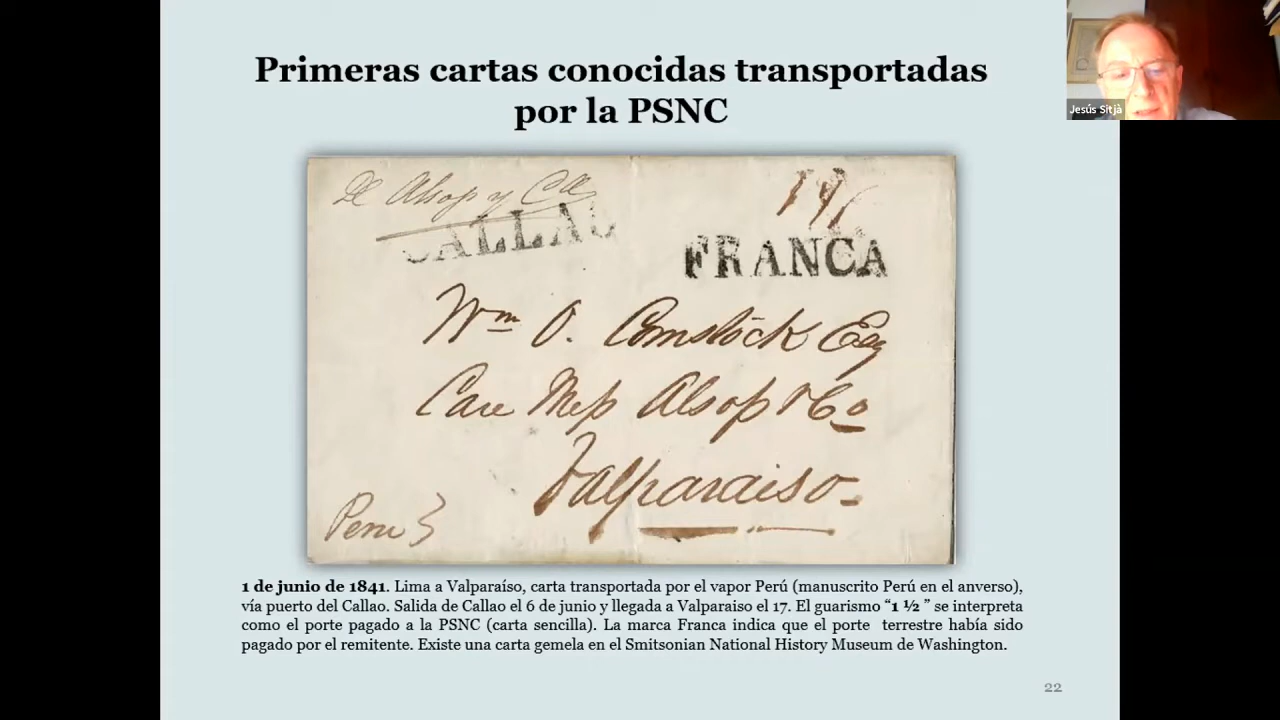 Primeras cartas conocidas transportadas
por la PSNC
Jesús Sitjà
De Alsop y Ca
CALLAO
FRANCA
Wm O. Comstock Esq
Care Mess Alsop & Co
Valparaiso
Peru
1 de junio de 1841. Lima a Valparaíso, carta transportada por el vapor Perú (manuscrito Perú en el anverso),
vía puerto del Callao. Salida de Callao el 6 de junio y llegada a Valparaiso el 17. El guarismo “1 ½ ” se interpreta
como el porte pagado a la PSNC (carta sencilla). La marca Franca indica que el porte terrestre había sido
pagado por el remitente. Existe una carta gemela en el Smitsonian National History Museum de Washington.
22